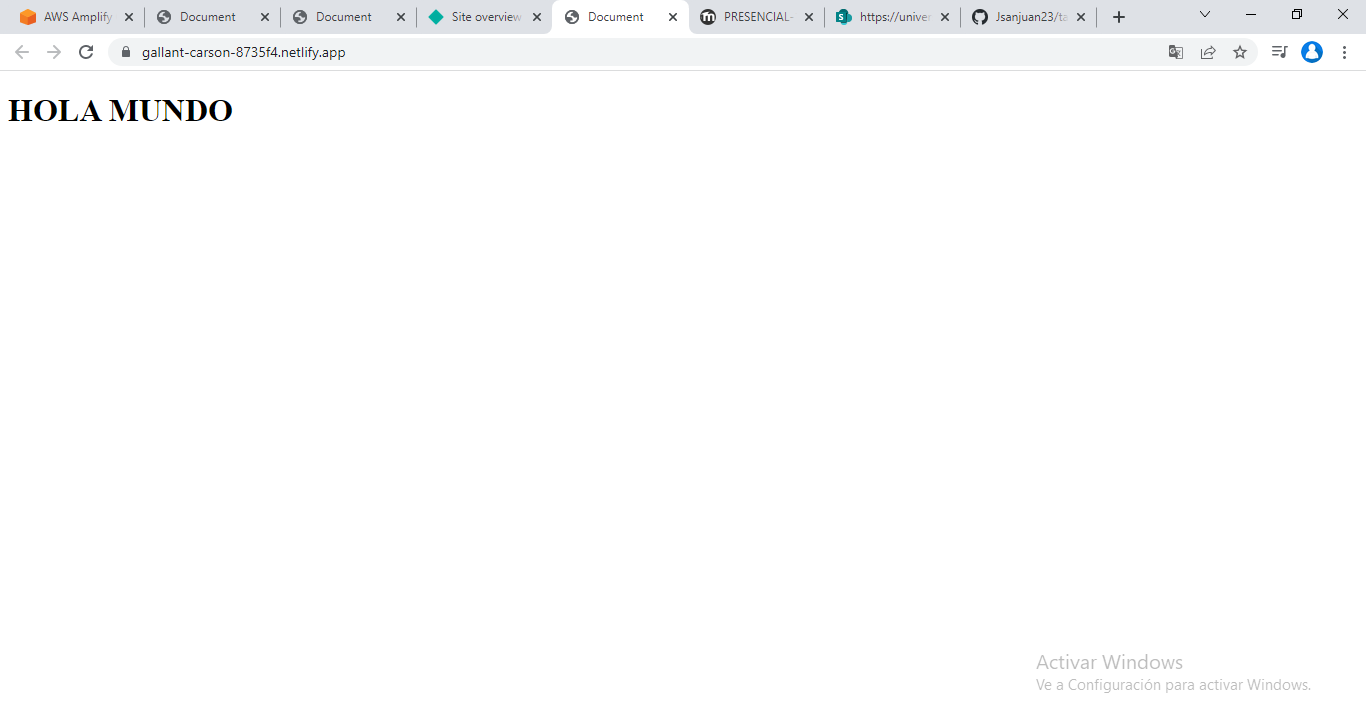 AWS Amplify
Document
Document
Site overview
Document
PRESENCIAL-
https://univer
Jsanjuan23/ta
gallant-carson-8735f4.netlify.app
HOLA MUNDO
Activar Windows
Ve a Configuración para activar Windows.